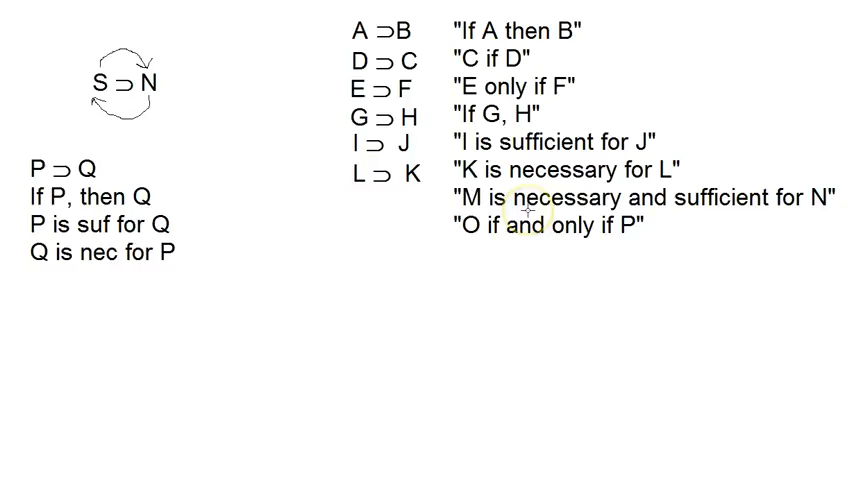 S ⊃ N
P ⊃ Q
If P, then Q
P is suf for Q
Q is nec for P
A ⊃B "If A then B"
D ⊃ C "C if D"
E ⊃ F "E only if F"
G ⊃ H "If G, H"
I ⊃ J "I is sufficient for J"
L ⊃ K "K is necessary for L"
"M is necessary and sufficient for N"
"O if and only if P"